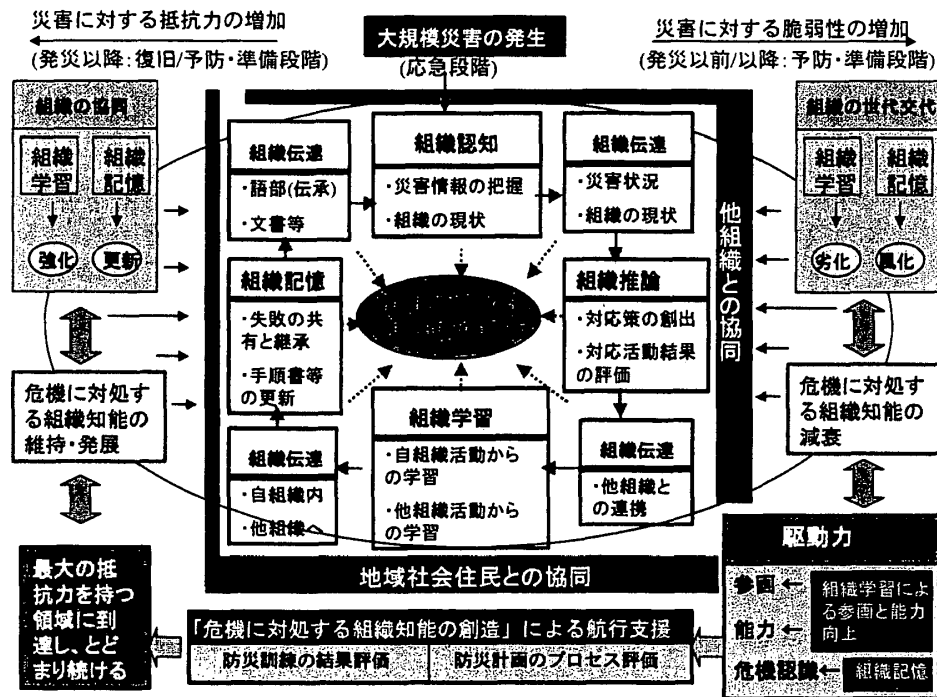 災害に対する抵抗力の増加
(発災以降:復旧/予防・準備段階)
大規模災害の発生
(応急段階)
災害に対する脆弱性の増加
(発災以前/以降:予防・準備段階)
組織の協同
組織
学習
組織
記憶
強化
更新
危機に対処す
る組織知能の
維持・発展
最大の抵
抗力を持つ
領域に到
達し、とど
まり続ける
組織伝達
・語部(伝承)
・文書等
組織認知
・災害情報の把握
・組織の現状
組織伝達
・災害状況
・組織の現状
組織記憶
・失敗の共
有と継承
・手順書等
の更新
組織推論
・対応策の創出
・対応活動結果
の評価
組織伝達
・自組織内
・他組織へ
組織学習
・自組織活動から
の学習
・他組織活動から
の学習
組織伝達
・他組織と
の連携
他組織との協同
地域社会住民との協同
組織の世代交代
組織
学習
組織
記憶
劣化
風化
危機に対処す
る組織知能の
減衰
駆動力
参画←
組織学習によ
る参画と能力
向上
能力←
危機認識←
組織記憶
「危機に対処する組織知能の創造」による航行支援
防災訓練の結果評価
防災計画のプロセス評価